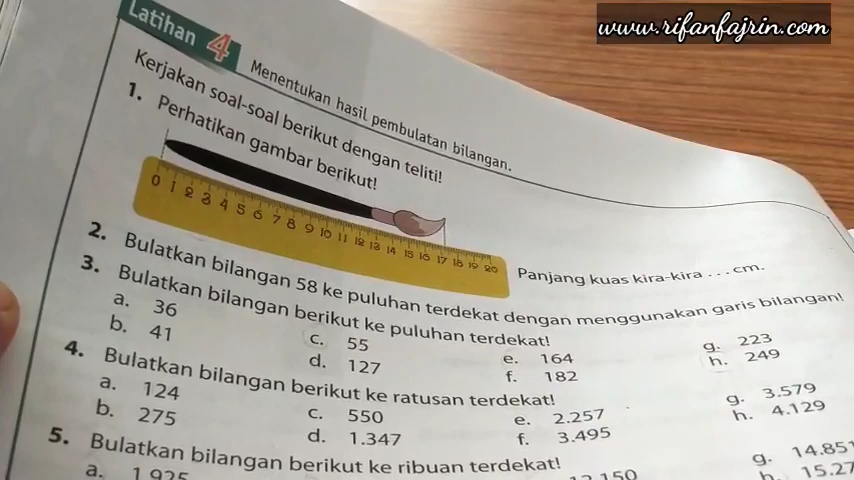 www.rifanfajrin.com
Latihan 4
Menentukan hasil pembulatan bilangan.
Kerjakan soal-soal berikut dengan teliti!
1. Perhatikan gambar berikut!
0 1 2 3 4 5 6 7 8 9 10 11 12 13 14 15 16 17 18 19 20
Panjang kuas kira-kira . . . cm.
2. Bulatkan bilangan 58 ke puluhan terdekat dengan menggunakan garis bilangan!
3. Bulatkan bilangan berikut ke puluhan terdekat!
a. 36 c. 55 e. 164 g. 223
b. 41 d. 127 f. 182 h. 249
4. Bulatkan bilangan berikut ke ratusan terdekat!
a. 124 c. 550 e. 2.257 g. 3.579
b. 275 d. 1.347 f. 3.495 h. 4.129
5. Bulatkan bilangan berikut ke ribuan terdekat!
a. 1.925 g. 14.851
h.